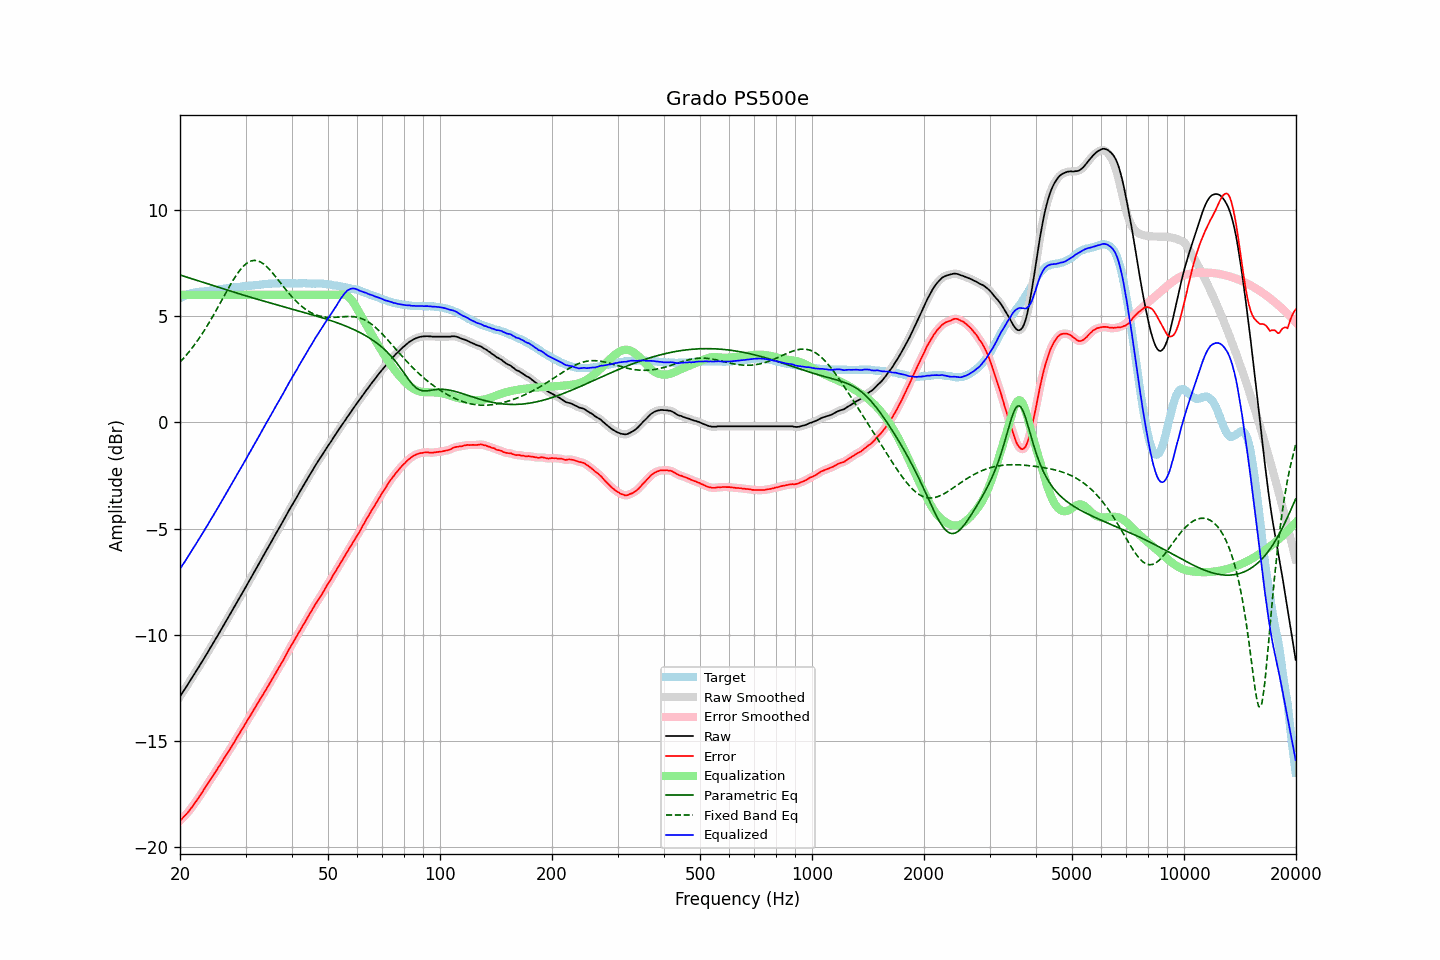 Grado PS500e
Amplitude (dBr)
10
5
0
−5
−10
−15
−20
20
50
100
200
500
1000
2000
5000
10000
20000
Frequency (Hz)
Target
Raw Smoothed
Error Smoothed
Raw
Error
Equalization
Parametric Eq
Fixed Band Eq
Equalized